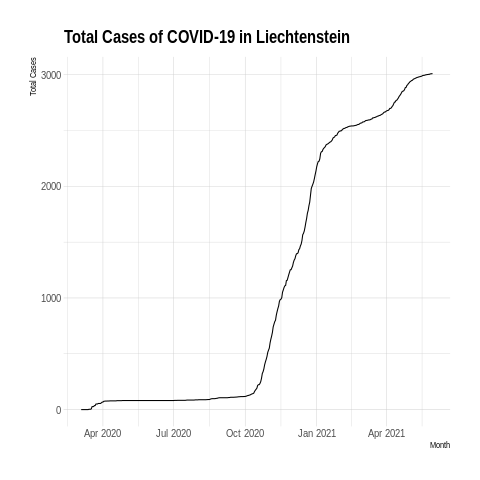 Total Cases of COVID-19 in Liechtenstein
Total Cases
3000
2000
1000
0
Apr 2020 Jul 2020 Oct 2020 Jan 2021 Apr 2021
Month